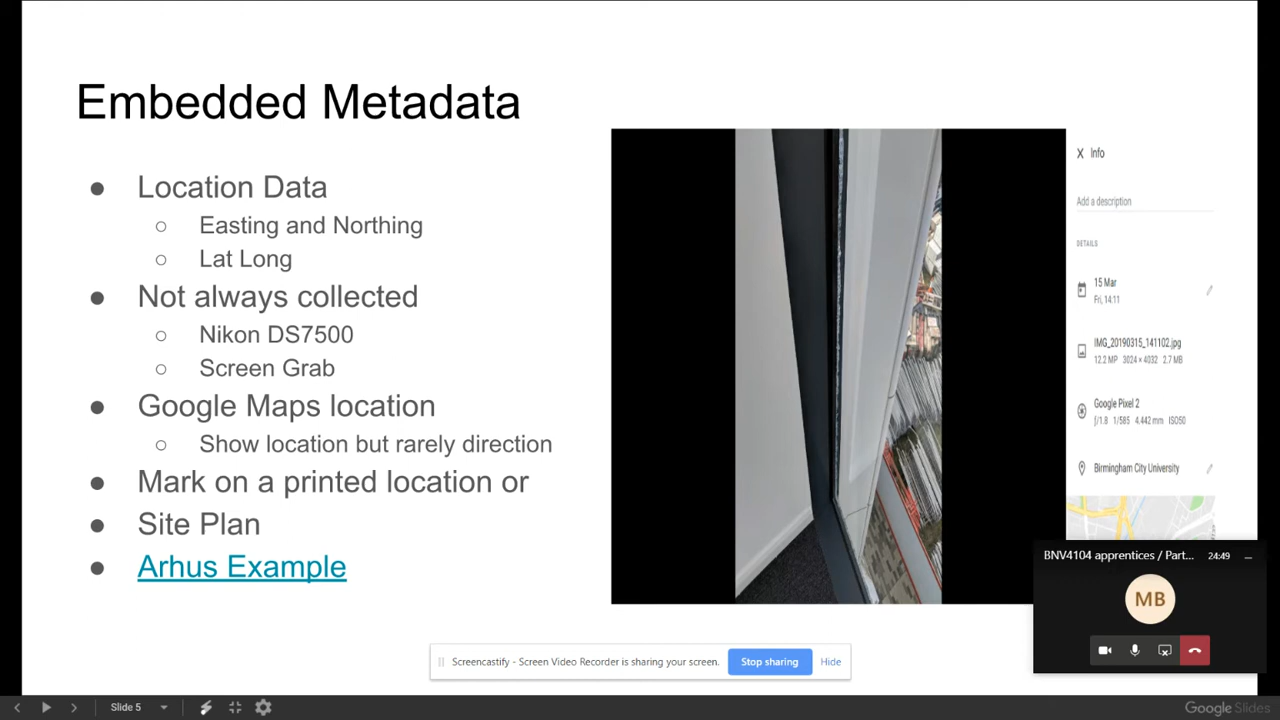 Embedded Metadata
Location Data
Easting and Northing
Lat Long
Not always collected
Nikon DS7500
Screen Grab
Google Maps location
Show location but rarely direction
Mark on a printed location or
Site Plan
Arhus Example
Info
Add a description
DETAILS
15 Mar
Fri, 14:11
IMG_20190315_141102.jpg
12.2 MP 3024 × 4032 2.7 MB
Google Pixel 2
ƒ/1.8 1/585 4.442 mm ISO50
Birmingham City University
BNV4104 apprentices / Part... 24:49
MB
Screencastify - Screen Video Recorder is sharing your screen. Stop sharing Hide
Slide 5
Google Slides